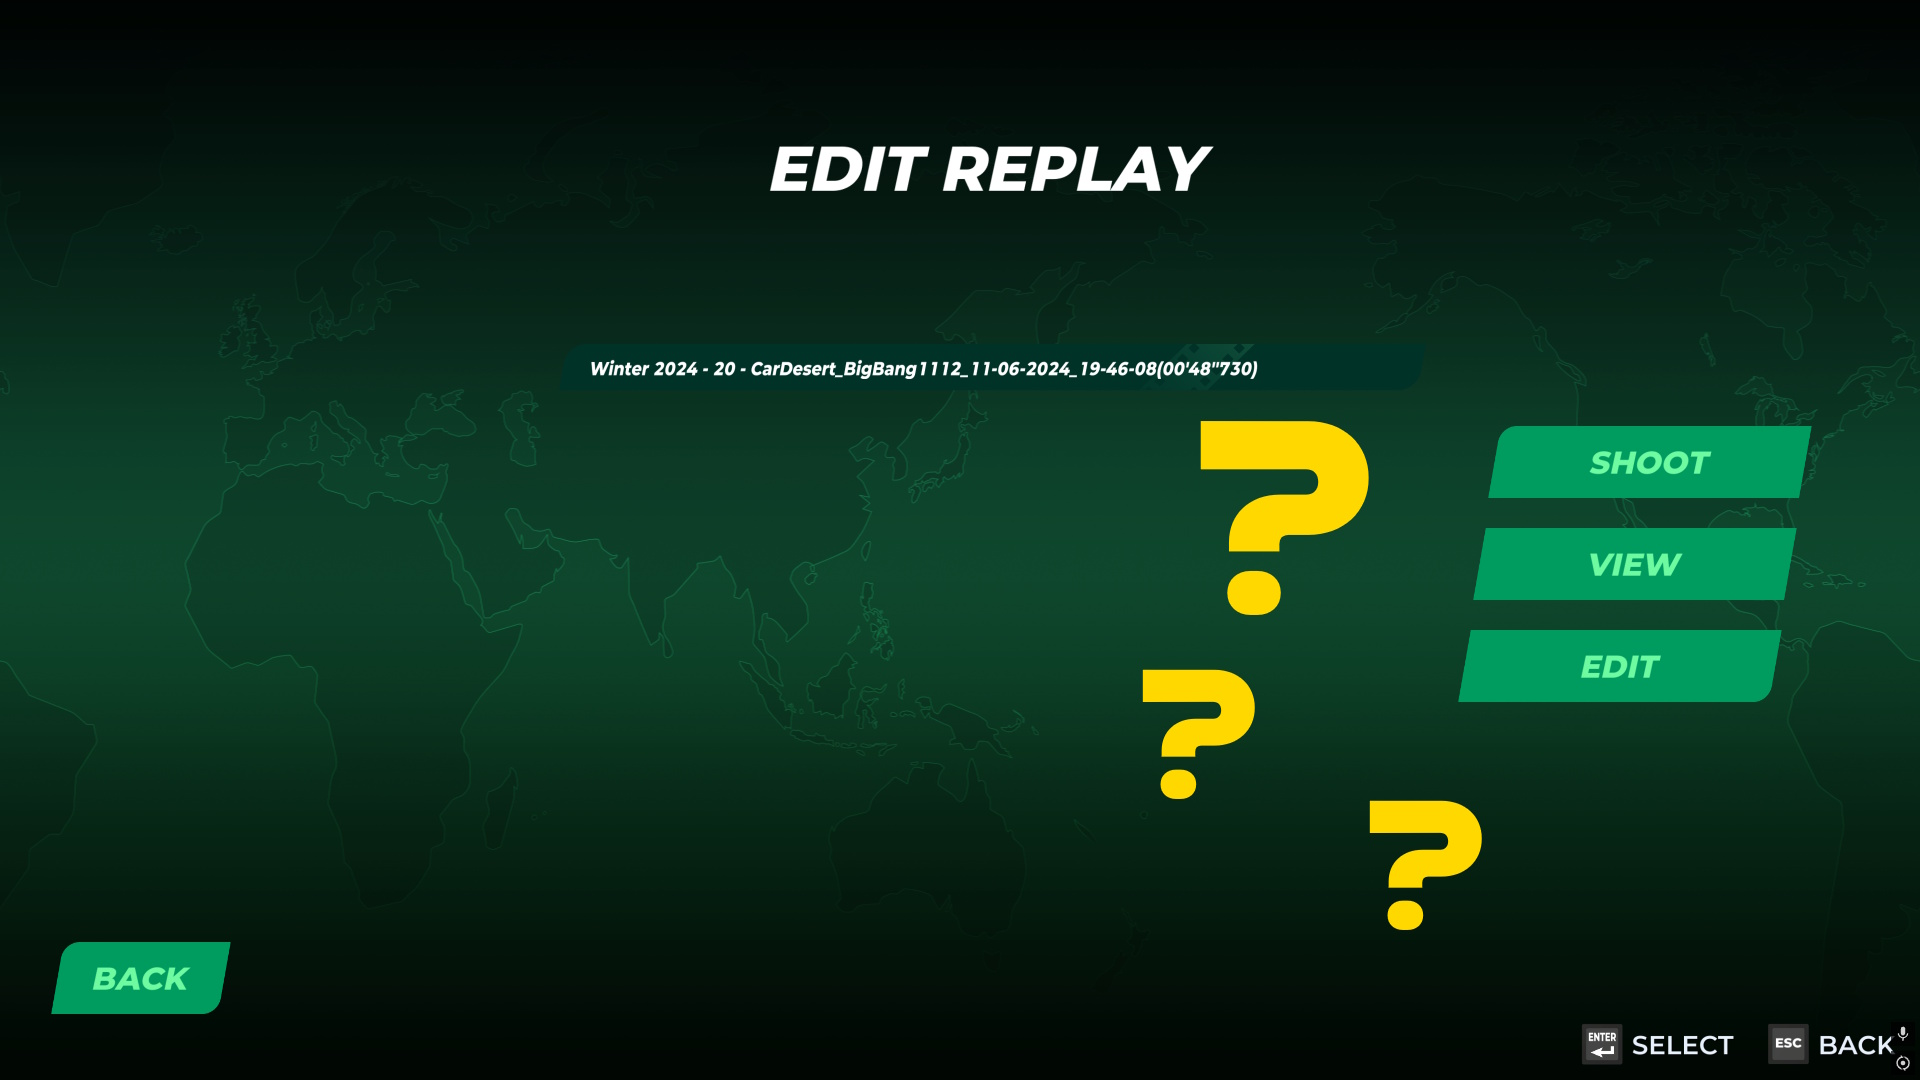 EDIT REPLAY
Winter 2024 - 20 - CarDesert_BigBang1112_11-06-2024_19-46-08(00'48"730)
?
SHOOT
VIEW
EDIT
?
?
BACK
ENTER SELECT ESC BACK